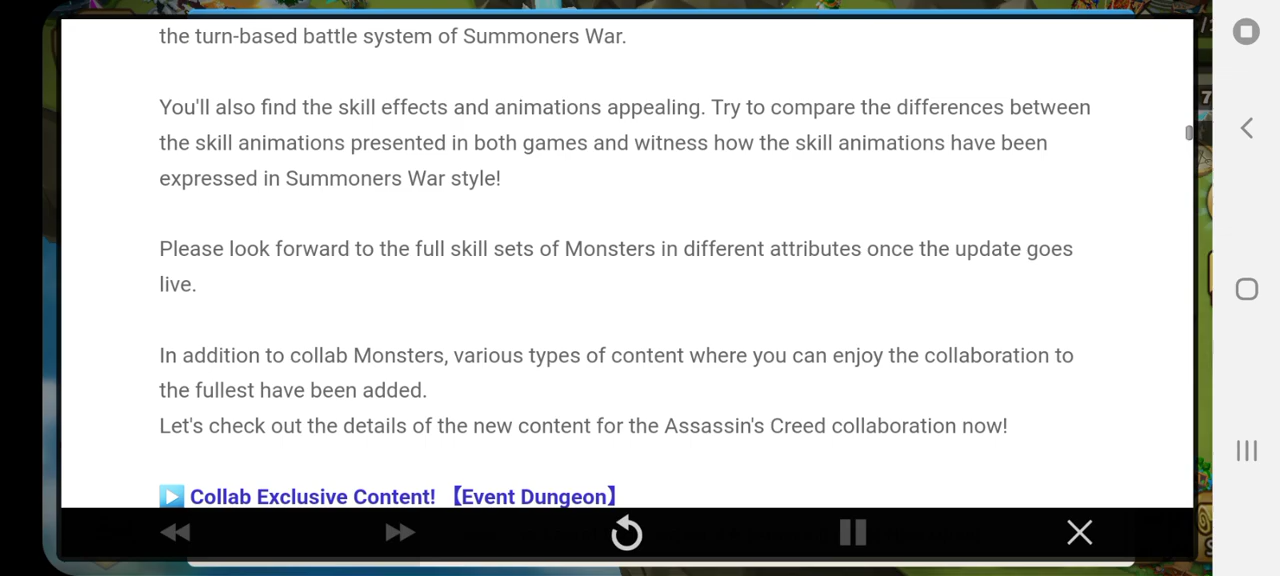 the turn-based battle system of Summoners War.
You'll also find the skill effects and animations appealing. Try to compare the differences between
the skill animations presented in both games and witness how the skill animations have been
expressed in Summoners War style!
Please look forward to the full skill sets of Monsters in different attributes once the update goes
live.
In addition to collab Monsters, various types of content where you can enjoy the collaboration to
the fullest have been added.
Let's check out the details of the new content for the Assassin's Creed collaboration now!
Collab Exclusive Content! 【Event Dungeon】